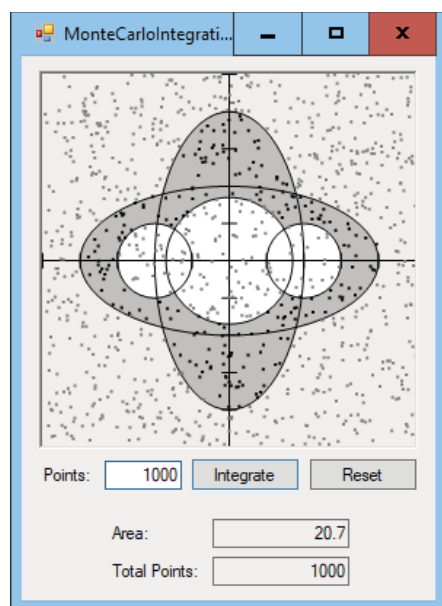 MonteCarloIntegrati...
Points: 1000 Integrate Reset
Area: 20.7
Total Points: 1000